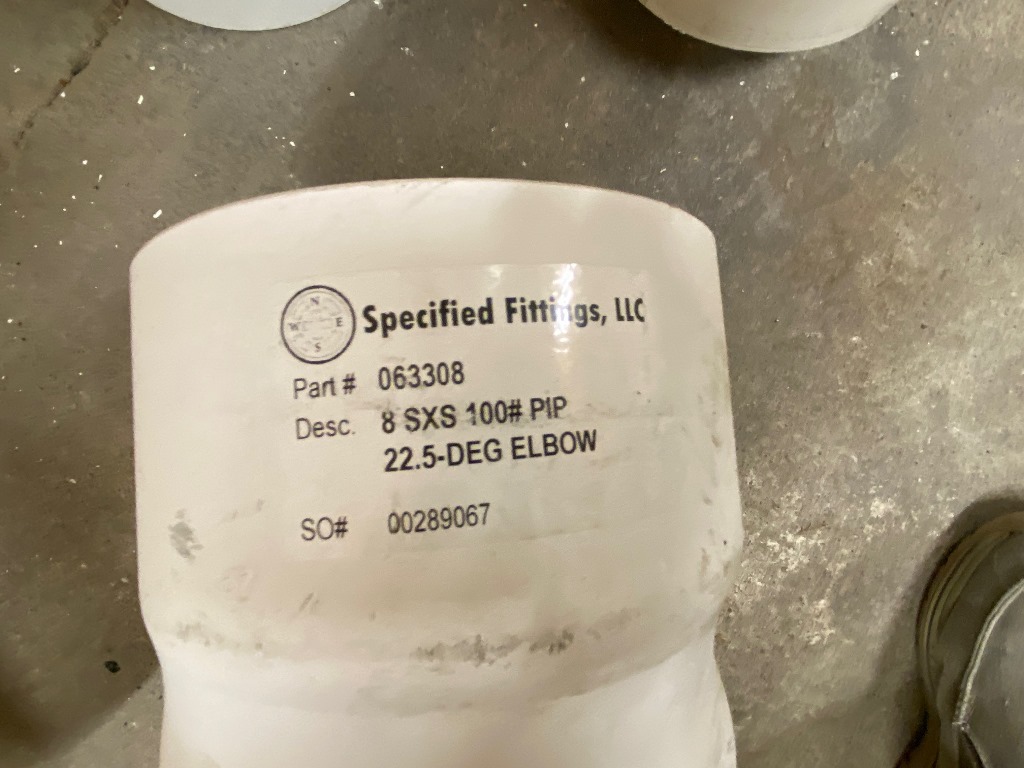 N
W E
S
Specified Fittings, LLC
Part # 063308
Desc. 8 SXS 100# PIP
22.5-DEG ELBOW
SO# 00289067